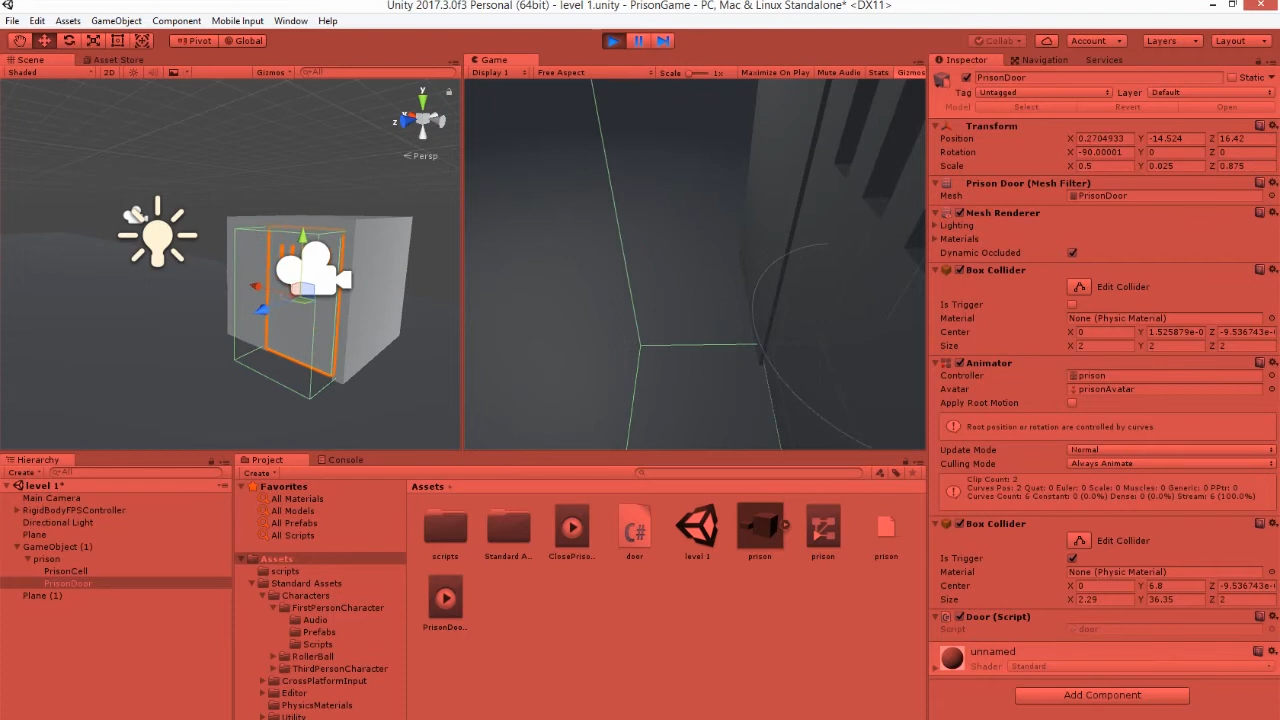 Unity 2017.3.0f3 Personal (64bit) - level 1.unity - PrisonGame - PC, Mac & Linux Standalone* <DX11>
File Edit Assets GameObject Component Mobile Input Window Help
Pivot Global Collab Account Layers Layout
Scene Asset Store Game Inspector Navigation Services
Shaded 2D Gizmos All Display 1 Free Aspect Scale 1x Maximize On Play Mute Audio Stats Gizmos
PrisonDoor Static
Tag Untagged Layer Default
Model Select Revert Open
y
z
Persp
Transform
Position X 0.2704933 Y -14.524 Z 16.42
Rotation X -90.00001 Y 0 Z 0
Scale X 0.5 Y 0.025 Z 0.875
Prison Door (Mesh Filter)
Mesh PrisonDoor
Mesh Renderer
Lighting
Materials
Dynamic Occluded
Box Collider
Edit Collider
Is Trigger
Material None (Physic Material)
Center X 0 Y 1.525879e-0 Z -9.536743e-
Size X 2 Y 2 Z 2
Animator
Controller prison
Avatar prisonAvatar
Apply Root Motion
Root position or rotation are controlled by curves
Update Mode Normal
Culling Mode Always Animate
Clip Count: 2
Curves Pos: 2 Quat: 0 Euler: 0 Scale: 0 Muscles: 0 Generic: 0 PPtr: 0
Curves Count: 6 Constant: 0 (0.0%) Dense: 0 (0.0%) Stream: 6 (100.0%)
Box Collider
Edit Collider
Is Trigger
Material None (Physic Material)
Center X 0 Y 6.8 Z -9.536743e-
Size X 2.29 Y 36.35 Z 2
Door (Script)
Script door
unnamed
Shader Standard
Add Component
Hierarchy
Create All
level 1*
Main Camera
RigidBodyFPSController
Directional Light
Plane
GameObject (1)
prison
PrisonCell
PrisonDoor
Plane (1)
Project Console
Create
Favorites
All Materials
All Models
All Prefabs
All Scripts
Assets
scripts
Standard Assets
Characters
FirstPersonCharacter
Audio
Prefabs
Scripts
RollerBall
ThirdPersonCharacter
CrossPlatformInput
Editor
PhysicsMaterials
Utility
Assets
scripts Standard A... ClosePriso... door level 1 prison prison prison
C#
PrisonDoo...